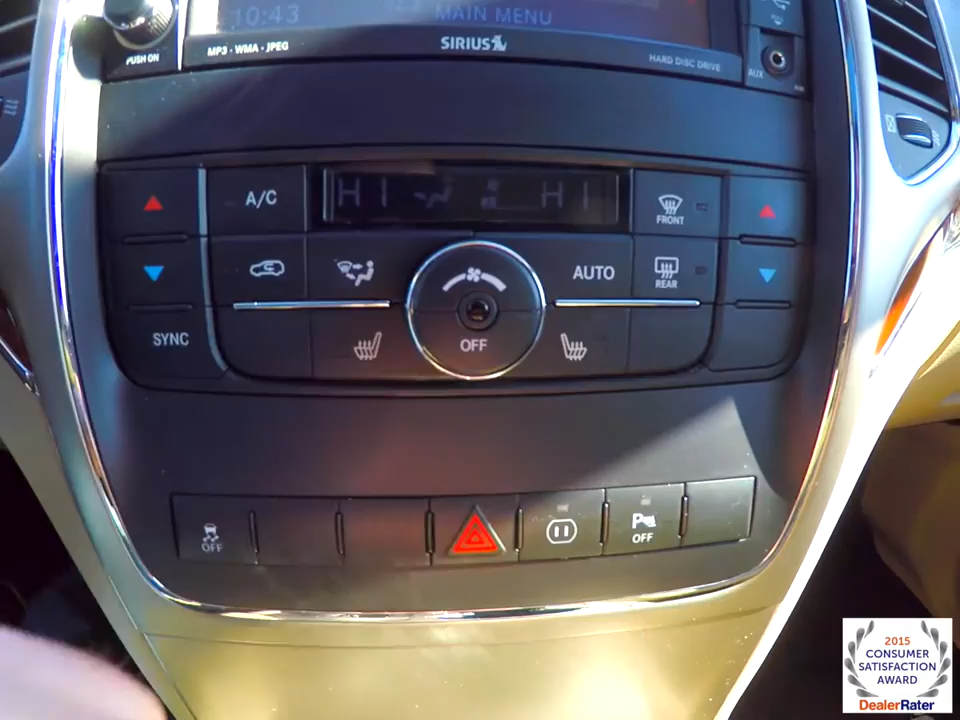 10:43
MAIN MENU
PUSH ON
MP3 · WMA · JPEG
SIRIUS
HARD DISC DRIVE
AUX
A/C
HI
HI
FRONT
AUTO
REAR
SYNC
OFF
OFF
OFF
2015
CONSUMER
SATISFACTION
AWARD
DealerRater